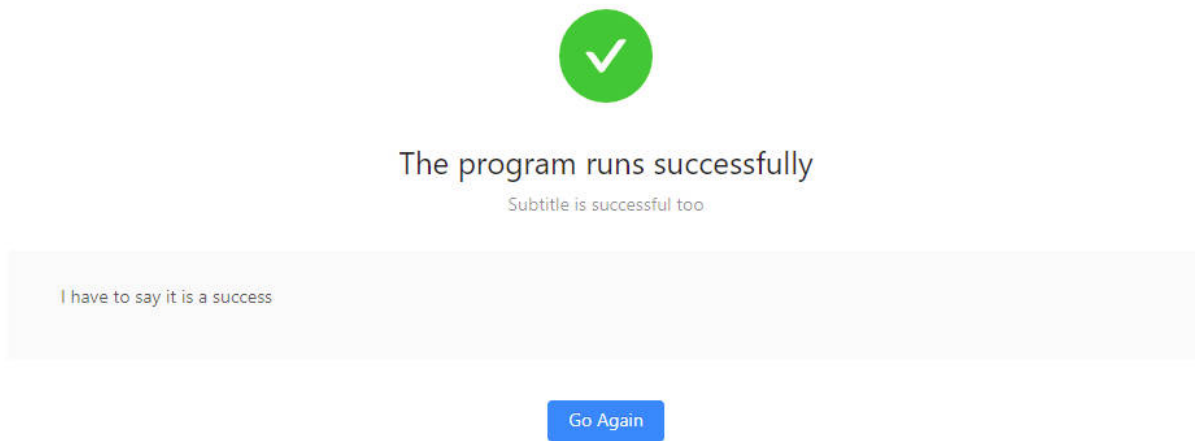 The program runs successfully
Subtitle is successful too
I have to say it is a success
Go Again